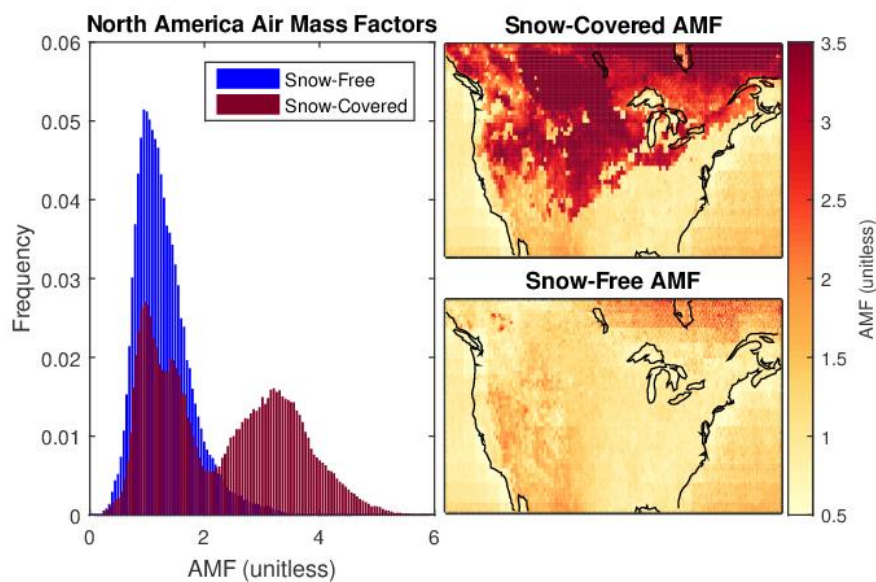 North America Air Mass Factors
0.06
0.05
0.04
0.03
0.02
0.01
0
Frequency
Snow-Free
Snow-Covered
0
2
4
6
AMF (unitless)
Snow-Covered AMF
Snow-Free AMF
3.5
3
2.5
2
1.5
1
0.5
AMF (unitless)